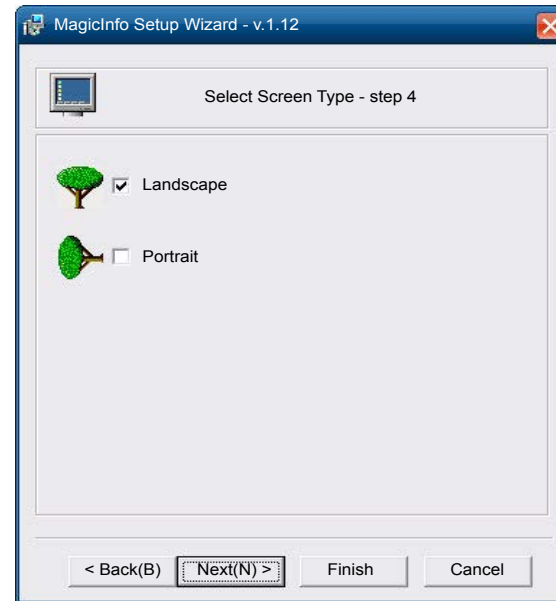 MagicInfo Setup Wizard - v.1.12
Select Screen Type - step 4
Landscape
Portrait
< Back(B) Next(N) > Finish Cancel